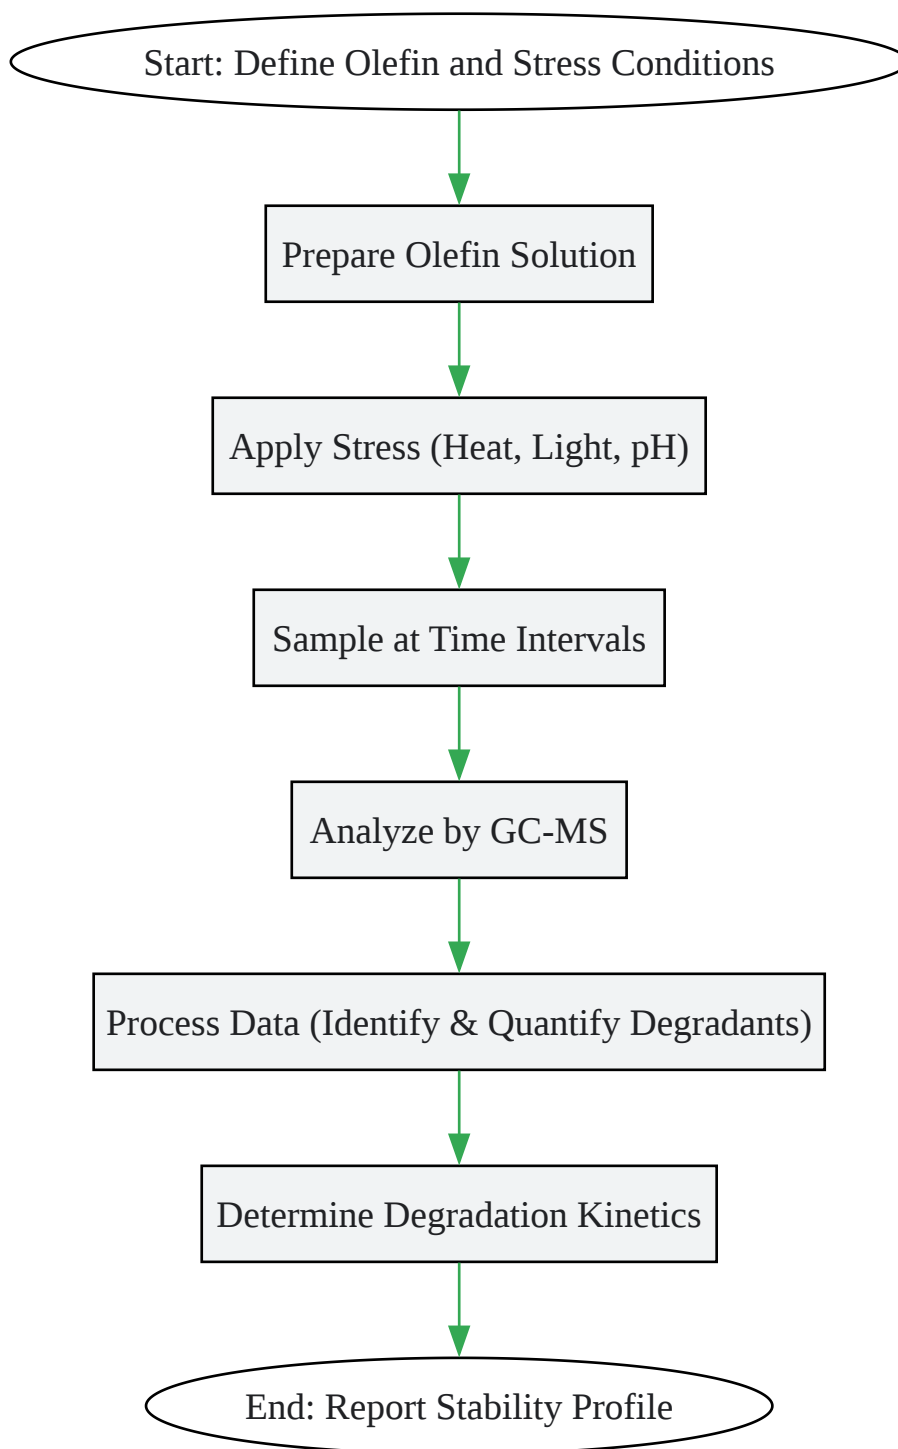 Start: Define Olefin and Stress Conditions
Prepare Olefin Solution
Apply Stress (Heat, Light, pH)
Sample at Time Intervals
Analyze by GC-MS
Process Data (Identify & Quantify Degradants)
Determine Degradation Kinetics
End: Report Stability Profile